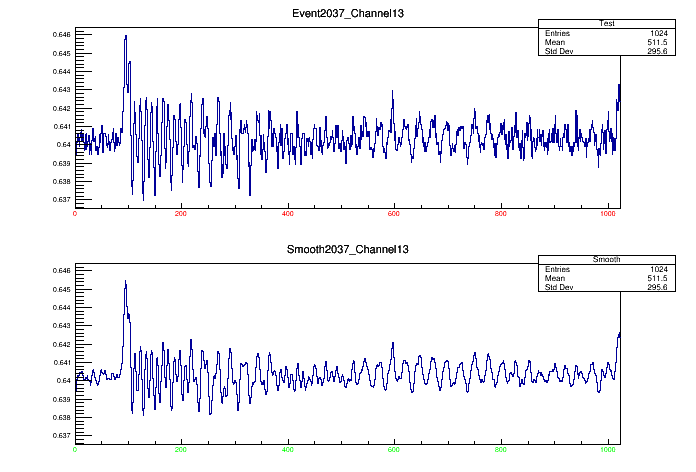 Event2037_Channel13
Test
Entries 1024
Mean 511.5
Std Dev 295.6
0.646
0.645
0.644
0.643
0.642
0.641
0.64
0.639
0.638
0.637
0 200 400 600 800 1000
Smooth2037_Channel13
Smooth
Entries 1024
Mean 511.5
Std Dev 295.6
0.646
0.645
0.644
0.643
0.642
0.641
0.64
0.639
0.638
0.637
0 200 400 600 800 1000